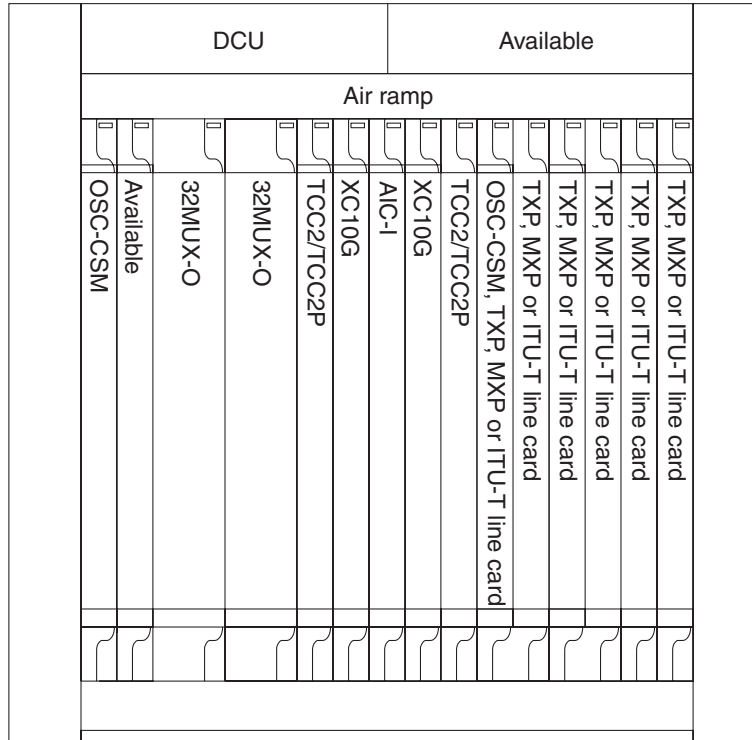 DCU
Available
Air ramp
OSC-CSM
Available
32MUX-O
32MUX-O
TCC2/TCC2P
XC10G
AIC-I
XC10G
TCC2/TCC2P
OSC-CSM, TXP, MXP or ITU-T line card
TXP, MXP or ITU-T line card
TXP, MXP or ITU-T line card
TXP, MXP or ITU-T line card
TXP, MXP or ITU-T line card
TXP, MXP or ITU-T line card